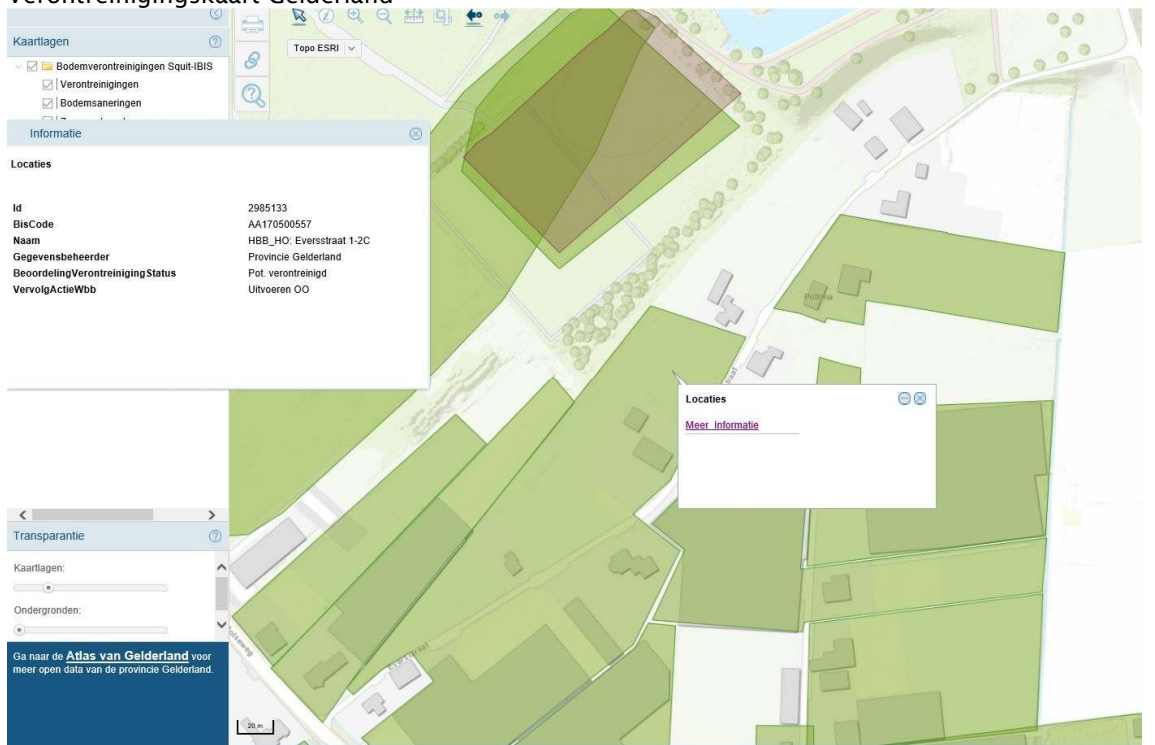 Verontreinigingskaart Gelderland
Kaartlagen
Topo ESRI
Bodemverontreinigingen Squit-IBIS
Verontreinigingen
Bodemsaneringen
Informatie
Locaties
Id 2985133
BisCode AA170500557
Naam HBB_HO: Eversstraat 1-2C
Gegevensbeheerder Provincie Gelderland
BeoordelingVerontreinigingStatus Pot. verontreinigd
VervolgActieWbb Uitvoeren OO
Locaties
Meer Informatie
Transparantie
Kaartlagen:
Ondergronden:
Ga naar de Atlas van Gelderland voor
meer open data van de provincie Gelderland.
20 m